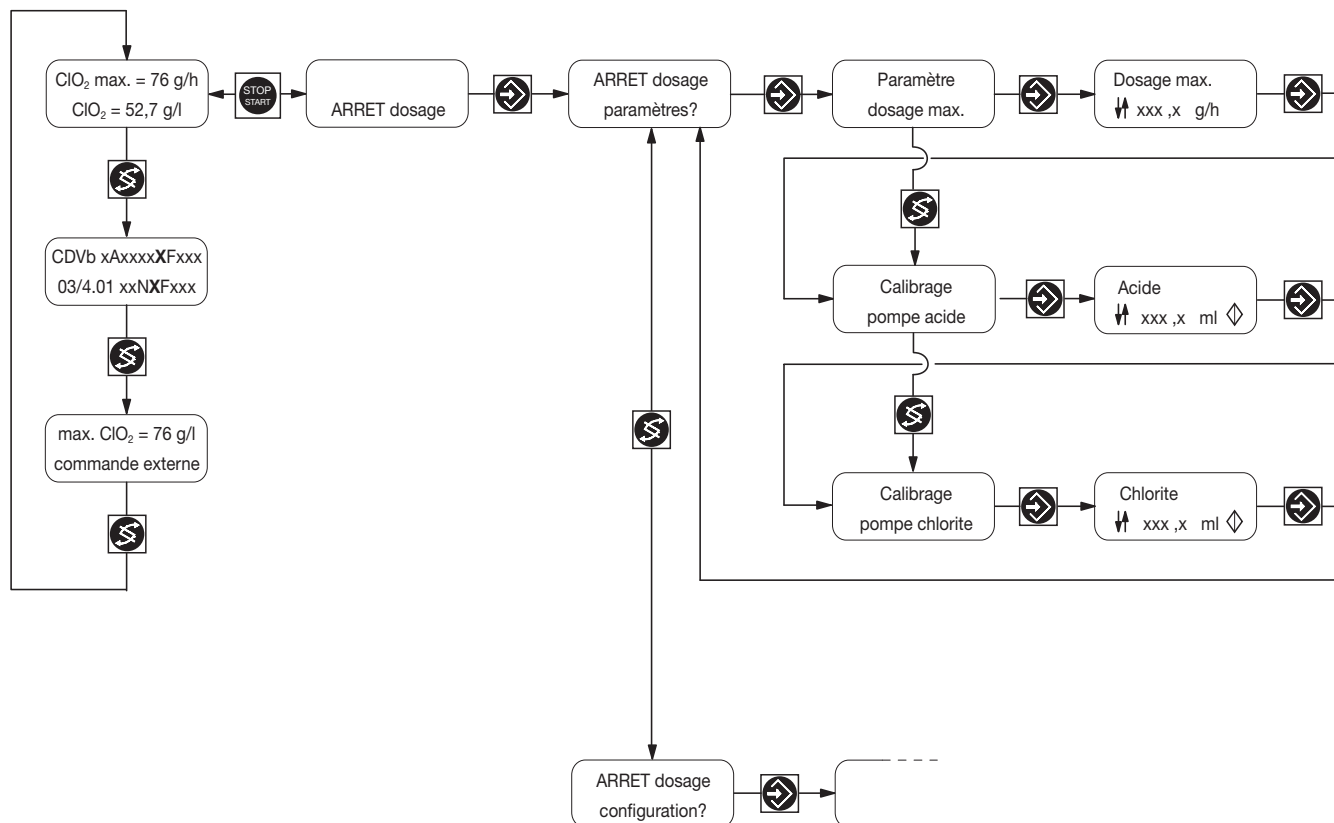 ClO₂ max. = 76 g/h
ClO₂ = 52,7 g/l
STOP
START
ARRET dosage
ARRET dosage
paramètres?
Paramètre
dosage max.
Dosage max.
xxx ,x g/h
CDVb xAxxxxXFxxx
03/4.01 xxNXFxxx
Calibrage
pompe acide
Acide
xxx ,x ml
max. ClO₂ = 76 g/l
commande externe
Calibrage
pompe chlorite
Chlorite
xxx ,x ml
ARRET dosage
configuration?